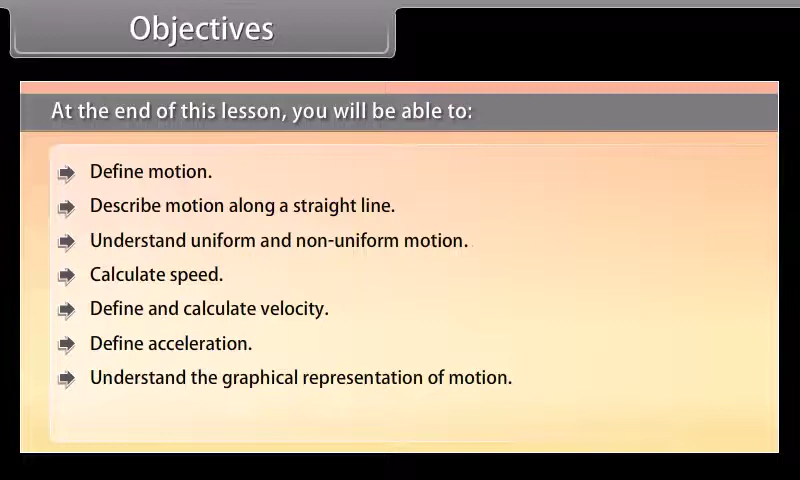 Objectives
At the end of this lesson, you will be able to:
Define motion.
Describe motion along a straight line.
Understand uniform and non-uniform motion.
Calculate speed.
Define and calculate velocity.
Define acceleration.
Understand the graphical representation of motion.